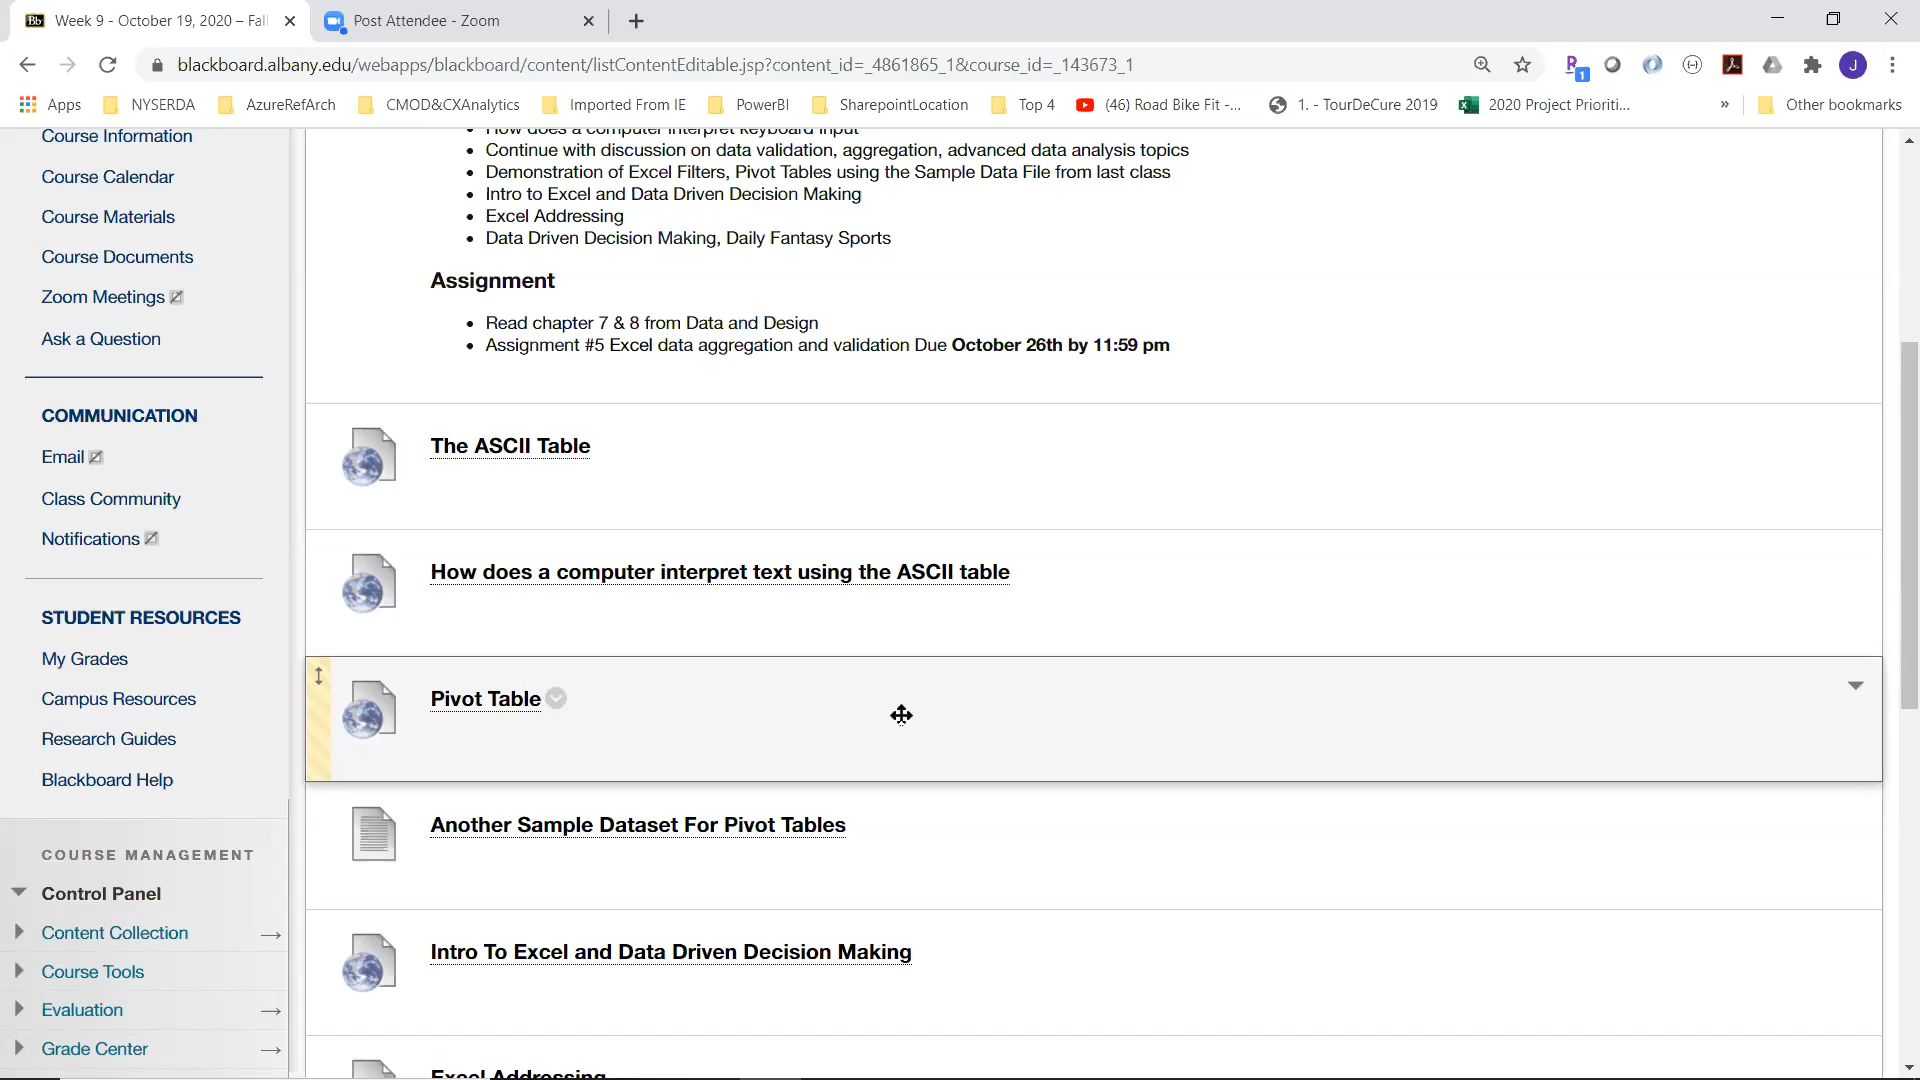 Week 9 - October 19, 2020 – Fall
Post Attendee - Zoom
blackboard.albany.edu/webapps/blackboard/content/listContentEditable.jsp?content_id=_4861865_1&course_id=_143673_1
J
Apps
NYSERDA
AzureRefArch
CMOD&CXAnalytics
Imported From IE
PowerBI
SharepointLocation
Top 4
(46) Road Bike Fit -...
1. - TourDeCure 2019
2020 Project Prioriti...
»
Other bookmarks
Course Information
Course Calendar
Course Materials
Course Documents
Zoom Meetings
Ask a Question
COMMUNICATION
Email
Class Community
Notifications
STUDENT RESOURCES
My Grades
Campus Resources
Research Guides
Blackboard Help
COURSE MANAGEMENT
Control Panel
Content Collection
Course Tools
Evaluation
Grade Center
• How does a computer interpret keyboard input
• Continue with discussion on data validation, aggregation, advanced data analysis topics
• Demonstration of Excel Filters, Pivot Tables using the Sample Data File from last class
• Intro to Excel and Data Driven Decision Making
• Excel Addressing
• Data Driven Decision Making, Daily Fantasy Sports
Assignment
• Read chapter 7 & 8 from Data and Design
• Assignment #5 Excel data aggregation and validation Due October 26th by 11:59 pm
The ASCII Table
How does a computer interpret text using the ASCII table
Pivot Table
Another Sample Dataset For Pivot Tables
Intro To Excel and Data Driven Decision Making
Excel Addressing